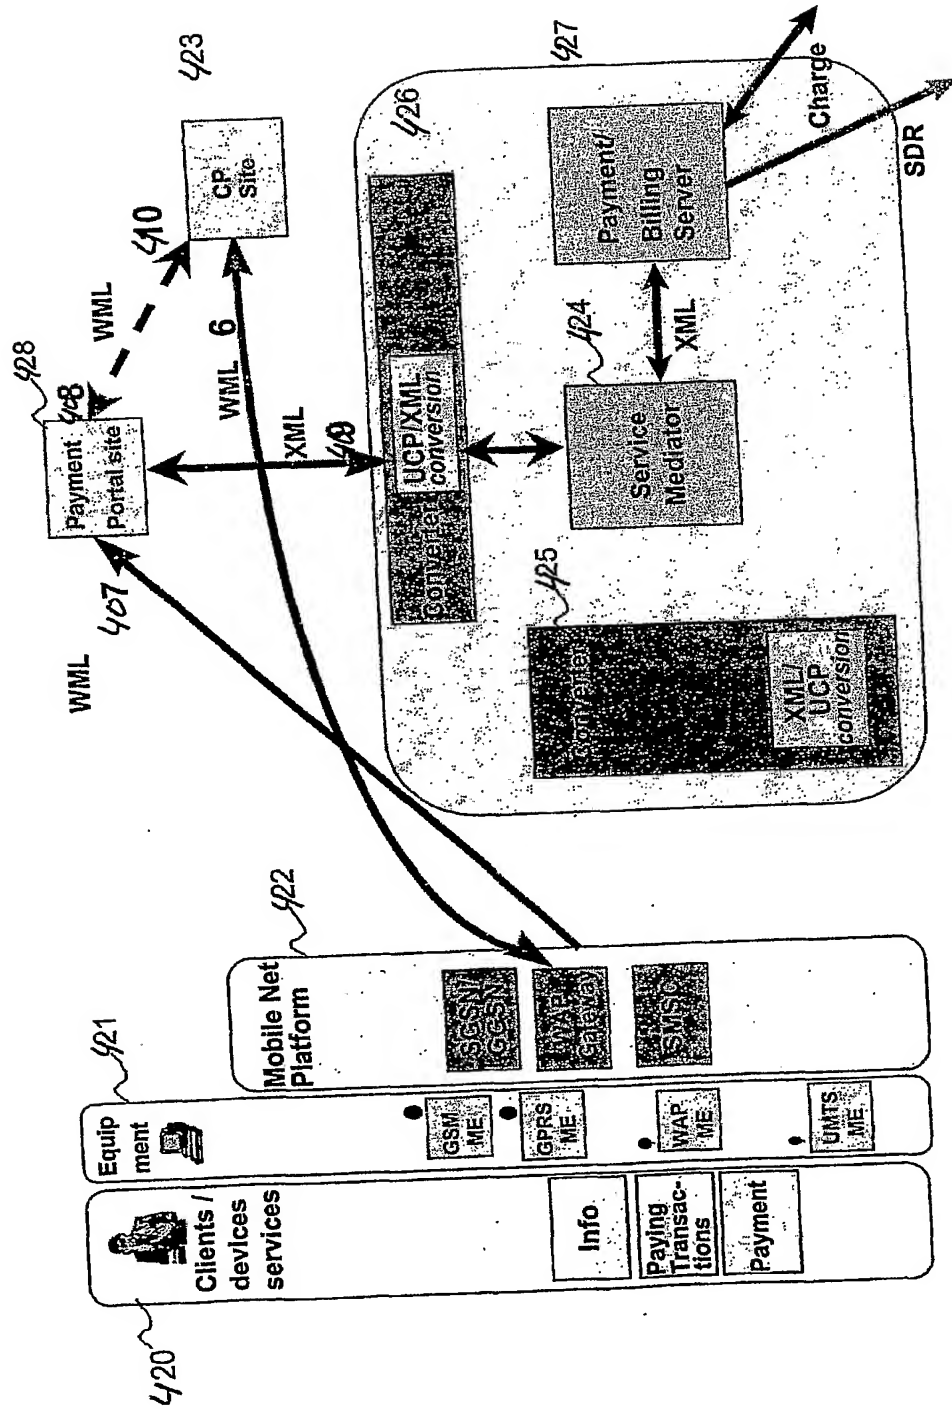 420
Clients /
devices
services
Info
Paying
Transac-
tions
Payment
421
Equip
ment
GSM
ME
GPRS
ME
WAP
ME
UMTS
ME
422
Mobile Net
Platform
SGSN/
GGSN
WAP
Gateway
SMSC
WML
407
428
Payment
408
Portal site
WML
410
423
CP
Site
WML
6
XML
409
426
Converter
UCP/XML
conversion
427
425
Converter
XML/
UCP
conversion
424
Service
Mediator
XML
Payment/
Billing
Server
Charge
SDR